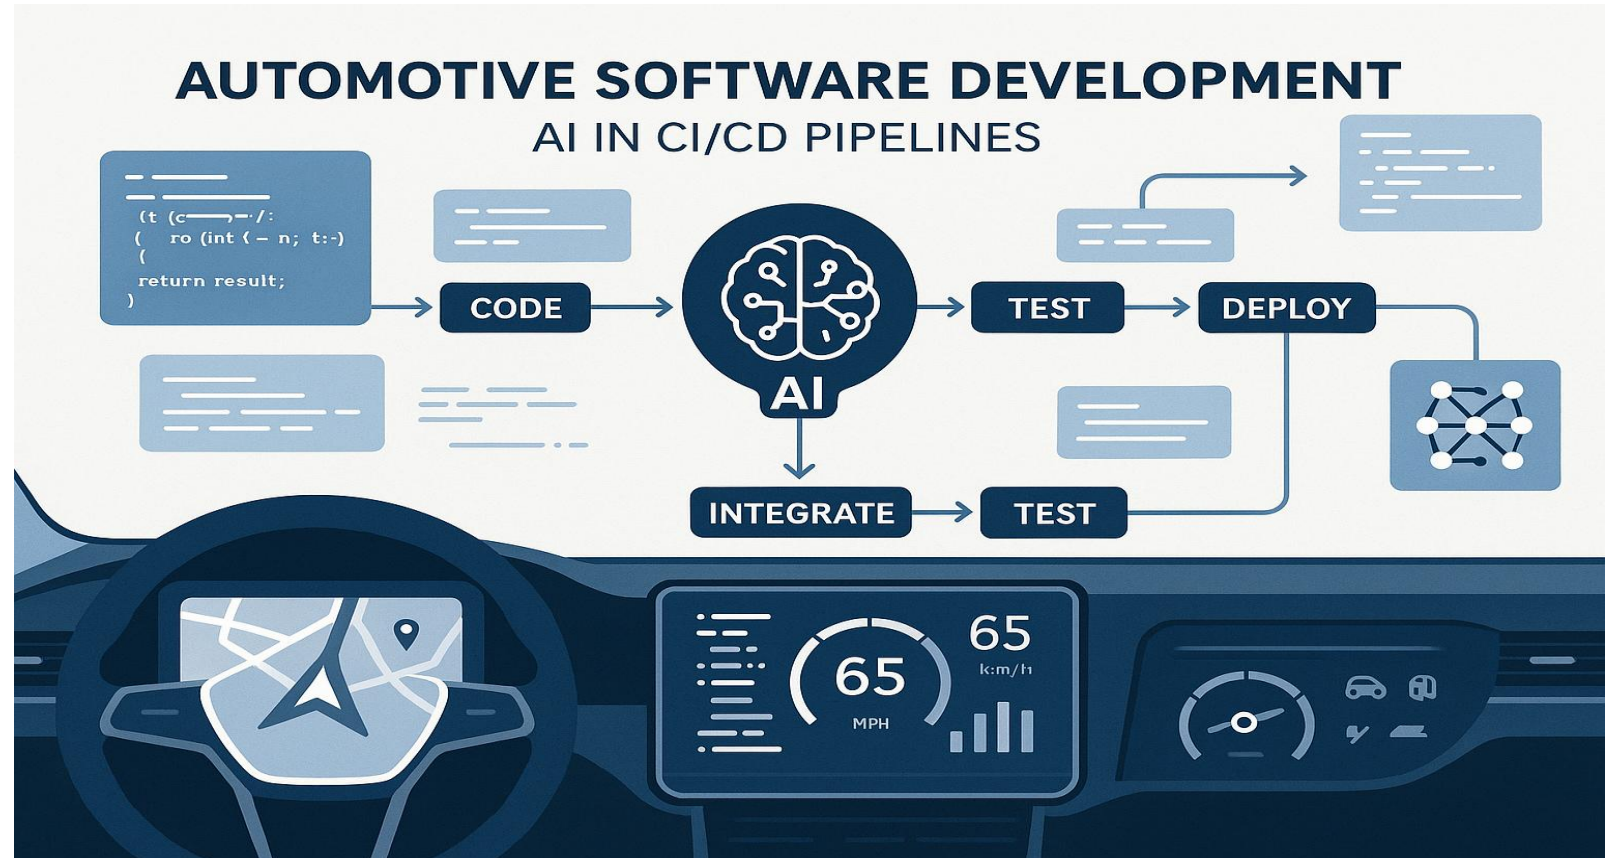 AUTOMOTIVE SOFTWARE DEVELOPMENT
AI IN CI/CD PIPELINES
(int
n; t:-)
return result;
CODE
AI
TEST
DEPLOY
INTEGRATE
TEST
65
MPH
65
k:m/h